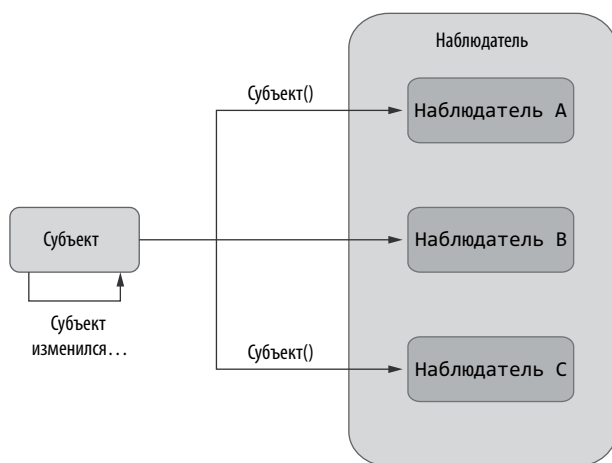 Наблюдатель
Субъект()
Наблюдатель A
Субъект
Наблюдатель B
Субъект
изменился...
Субъект()
Наблюдатель C